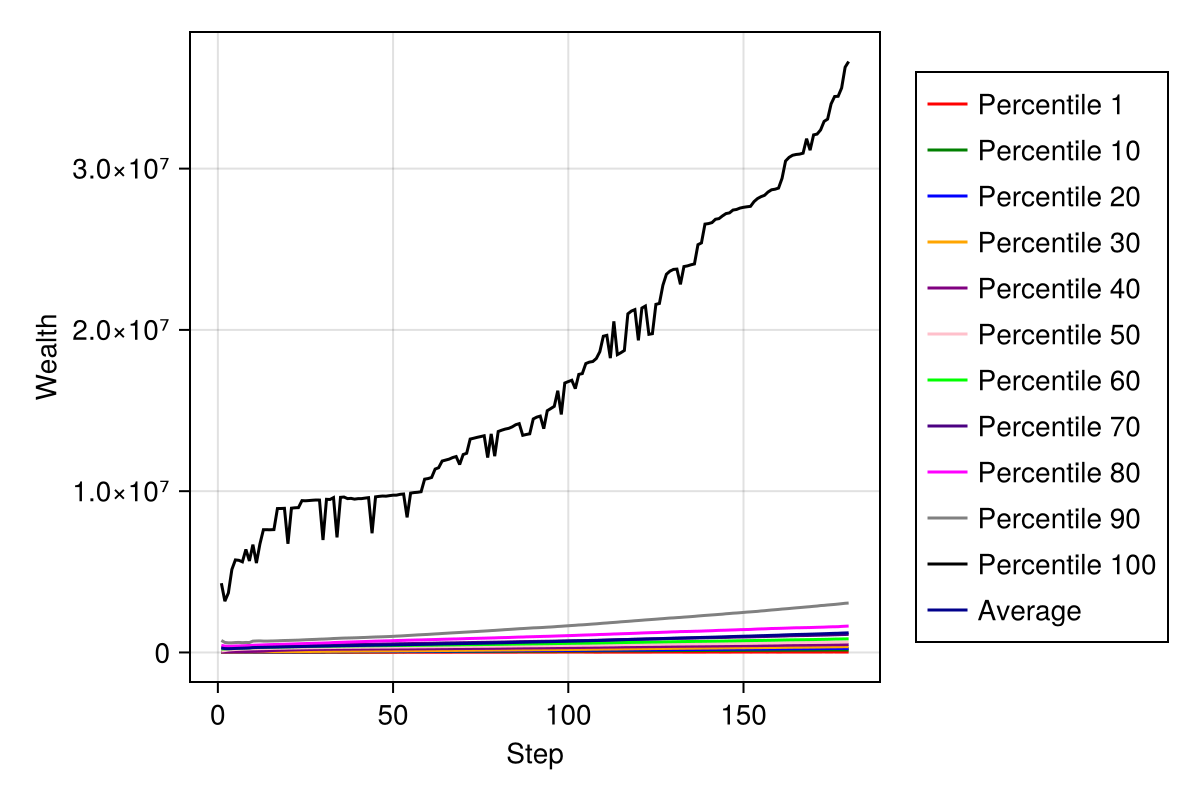 3.0×10⁷
2.0×10⁷
1.0×10⁷
0
Wealth
0 50 100 150
Step
Percentile 1
Percentile 10
Percentile 20
Percentile 30
Percentile 40
Percentile 50
Percentile 60
Percentile 70
Percentile 80
Percentile 90
Percentile 100
Average